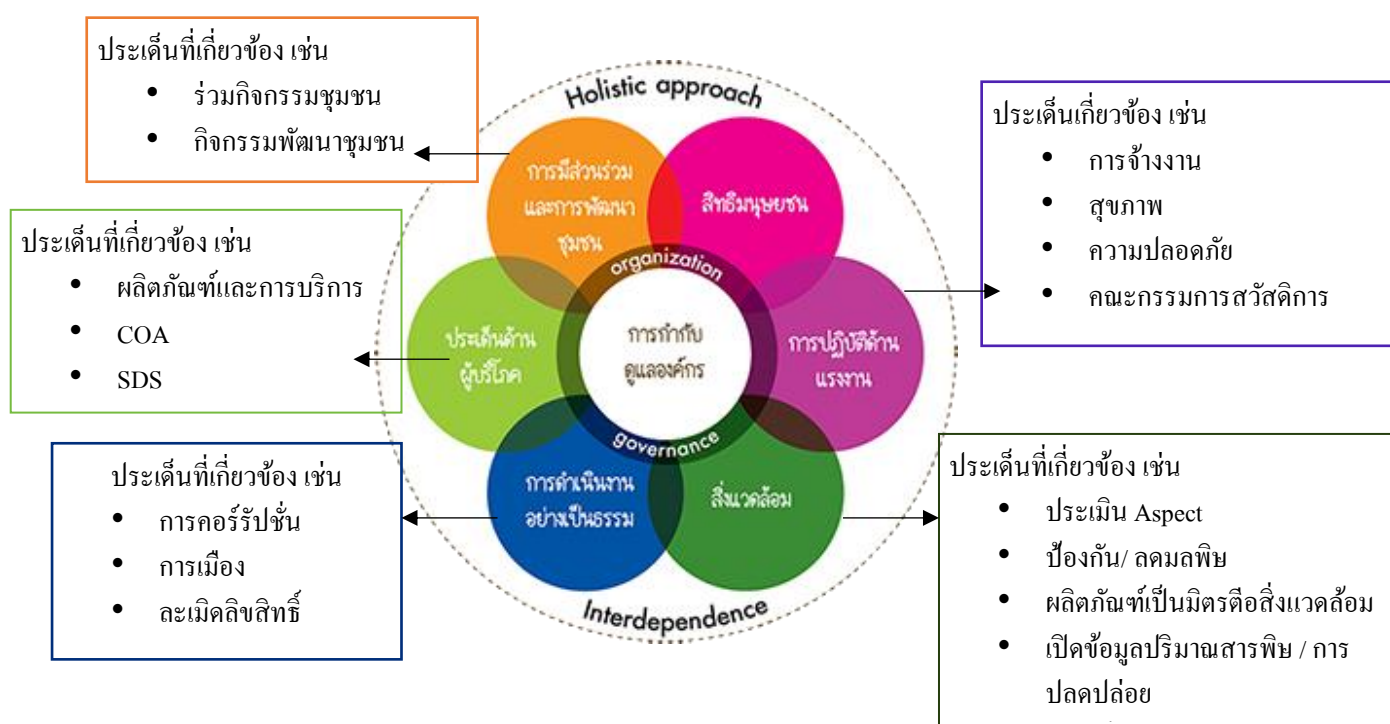 ประเด็นที่เกี่ยวข้อง เช่น
• ร่วมกิจกรรมชุมชน
• กิจกรรมพัฒนาชุมชน
ประเด็นที่เกี่ยวข้อง เช่น
• ผลิตภัณฑ์และการบริการ
• COA
• SDS
ประเด็นที่เกี่ยวข้อง เช่น
• การคอร์รัปชั่น
• การเมือง
• ละเมิดลิขสิทธิ์
Holistic approach
การมีส่วนร่วม
และการพัฒนา
ชุมชน
สิทธิมนุษยชน
organization
ประเด็นด้าน
ผู้บริโภค
การกำกับ
ดูแลองค์กร
การปฏิบัติด้าน
แรงงาน
governance
การดำเนินงาน
อย่างเป็นธรรม
สิ่งแวดล้อม
Interdependence
ประเด็นเกี่ยวข้อง เช่น
• การจ้างงาน
• สุขภาพ
• ความปลอดภัย
• คณะกรรมการสวัสดิการ
ประเด็นที่เกี่ยวข้อง เช่น
• ประเมิน Aspect
• ป้องกัน/ ลดมลพิษ
• ผลิตภัณฑ์เป็นมิตรต่อสิ่งแวดล้อม
• เปิดข้อมูลปริมาณสารพิษ / การ
ปลดปล่อย